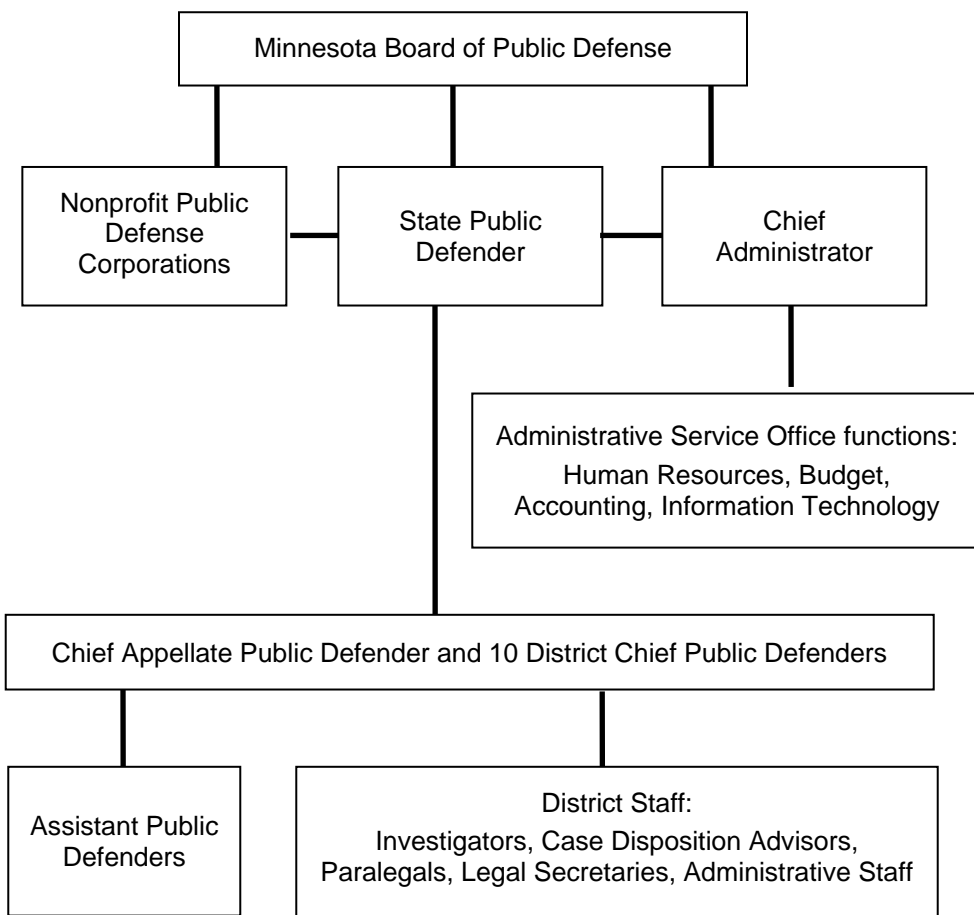 Minnesota Board of Public Defense
Nonprofit Public
Defense
Corporations
State Public
Defender
Chief
Administrator
Administrative Service Office functions:
Human Resources, Budget,
Accounting, Information Technology
Chief Appellate Public Defender and 10 District Chief Public Defenders
Assistant Public
Defenders
District Staff:
Investigators, Case Disposition Advisors,
Paralegals, Legal Secretaries, Administrative Staff